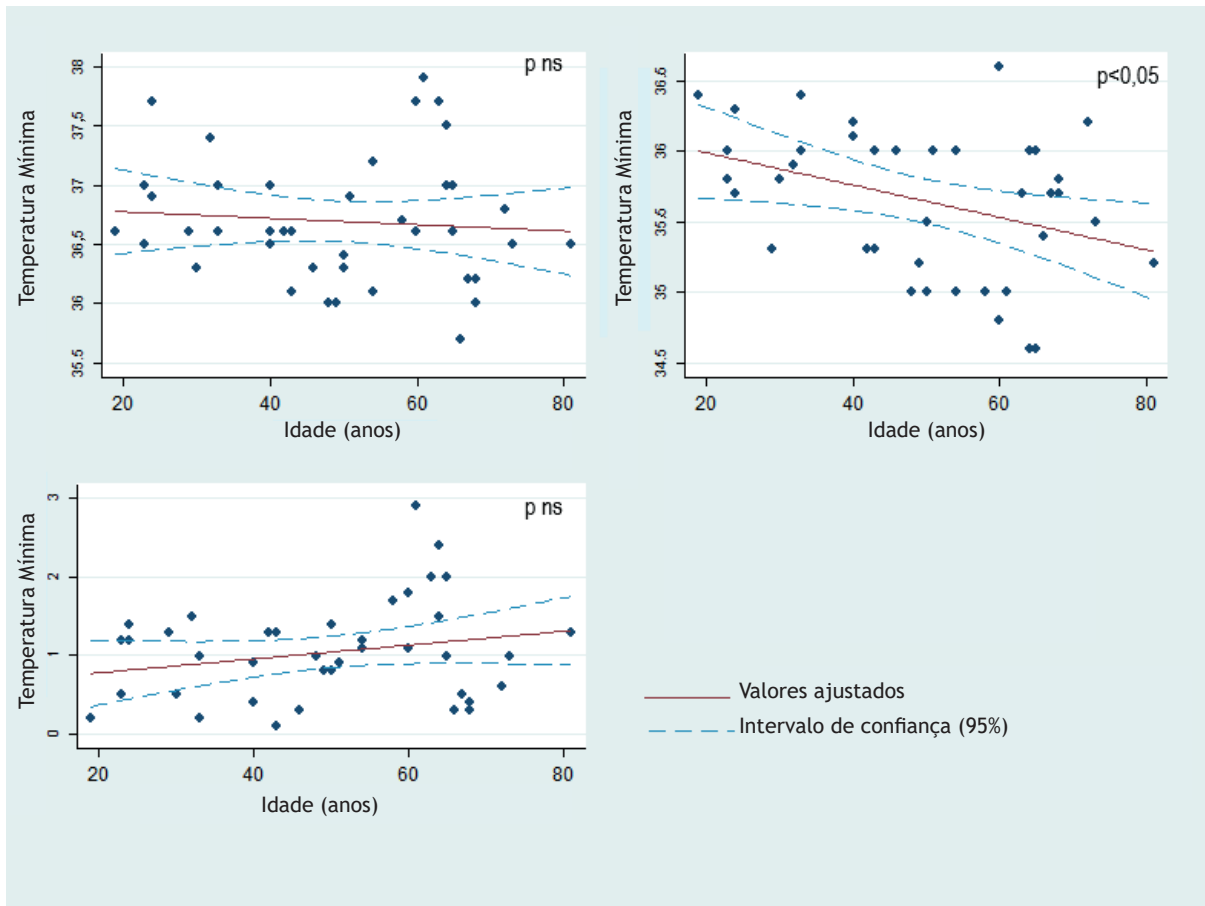 p ns
Temperatura Mínima
38
37,5
37
36,5
36
35,5
20 40 60 80
Idade (anos)
p<0,05
Temperatura Mínima
36,5
36
35,5
35
34,5
20 40 60 80
Idade (anos)
p ns
Temperatura Mínima
3
2
1
0
20 40 60 80
Idade (anos)
Valores ajustados
Intervalo de confiança (95%)